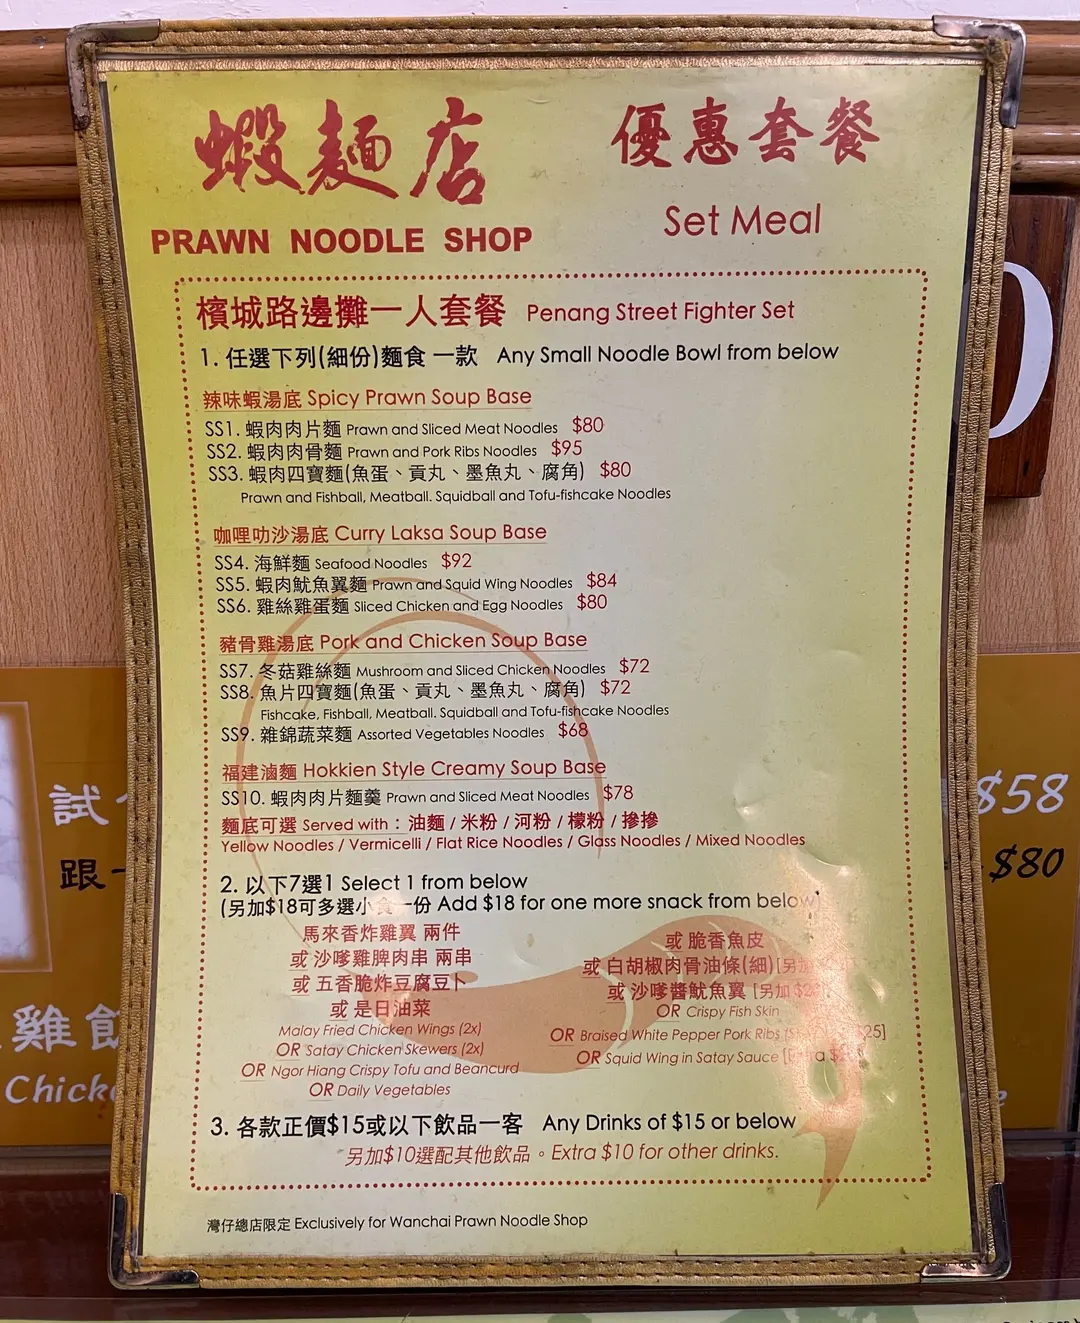 蝦麵店
優惠套餐
PRAWN NOODLE SHOP
Set Meal
檳城路邊攤一人套餐 Penang Street Fighter Set
1. 任選下列(細份)麵食 一款 Any Small Noodle Bowl from below
辣味蝦湯底 Spicy Prawn Soup Base
SS1. 蝦肉肉片麵 Prawn and Sliced Meat Noodles $80
SS2. 蝦肉肉骨麵 Prawn and Pork Ribs Noodles $95
SS3. 蝦肉四寶麵(魚蛋、貢丸、墨魚丸、腐角) $80
Prawn and Fishball, Meatball. Squidball and Tofu-fishcake Noodles
咖哩叻沙湯底 Curry Laksa Soup Base
SS4. 海鮮麵 Seafood Noodles $92
SS5. 蝦肉魷魚翼麵 Prawn and Squid Wing Noodles $84
SS6. 雞絲雞蛋麵 Sliced Chicken and Egg Noodles $80
豬骨雞湯底 Pork and Chicken Soup Base
SS7. 冬菇雞絲麵 Mushroom and Sliced Chicken Noodles $72
SS8. 魚片四寶麵(魚蛋、貢丸、墨魚丸、腐角) $72
Fishcake, Fishball, Meatball. Squidball and Tofu-fishcake Noodles
SS9. 雜錦蔬菜麵 Assorted Vegetables Noodles $68
福建滷麵 Hokkien Style Creamy Soup Base
SS10. 蝦肉肉片麵羹 Prawn and Sliced Meat Noodles $78
麵底可選 Served with : 油麵 / 米粉 / 河粉 / 檬粉 / 摻摻
Yellow Noodles / Vermicelli / Flat Rice Noodles / Glass Noodles / Mixed Noodles
2. 以下7選1 Select 1 from below
(另加$18可多選小食一份 Add $18 for one more snack from below)
馬來香炸雞翼 兩件
或 沙嗲雞脾肉串 兩串
或 五香脆炸豆腐豆卜
或 是日油菜
Malay Fried Chicken Wings (2x)
OR Satay Chicken Skewers (2x)
OR Ngor Hiang Crispy Tofu and Beancurd
OR Daily Vegetables
或 脆香魚皮
或 白胡椒肉骨油條(細)[另加
或 沙嗲醬魷魚翼 [另加
OR Crispy Fish Skin
OR Braised White Pepper Pork Ribs $25]
OR Squid Wing in Satay Sauce
3. 各款正價$15或以下飲品一客 Any Drinks of $15 or below
另加$10選配其他飲品。Extra $10 for other drinks.
灣仔總店限定 Exclusively for Wanchai Prawn Noodle Shop
試
跟一
雞飯
$58
$80